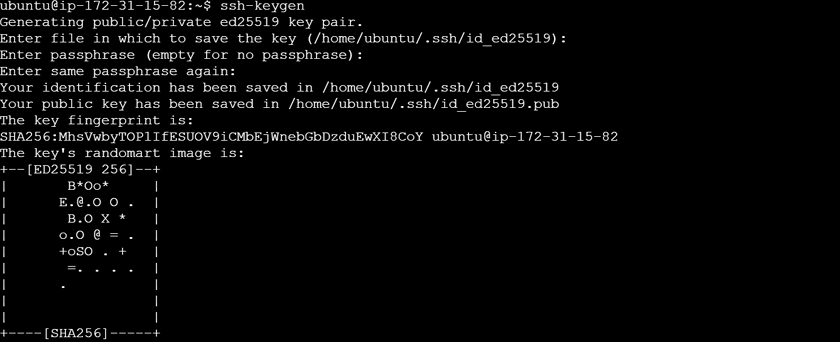 ubuntu@ip-172-31-15-82:~$ ssh-keygen
Generating public/private ed25519 key pair.
Enter file in which to save the key (/home/ubuntu/.ssh/id_ed25519):
Enter passphrase (empty for no passphrase):
Enter same passphrase again:
Your identification has been saved in /home/ubuntu/.ssh/id_ed25519
Your public key has been saved in /home/ubuntu/.ssh/id_ed25519.pub
The key fingerprint is:
SHA256:MhsVwbyTOPlIfESUOV9iCMbEjWnebGbDzduEwXI8CoY ubuntu@ip-172-31-15-82
The key's randomart image is:
+--[ED25519 256]--+
|       B*Oo*     |
|      E.@.O O .  |
|       B.O X *   |
|      o.O @ = .  |
|      +oSO . +   |
|       =. . . .  |
|      .          |
|                 |
|                 |
+----[SHA256]-----+